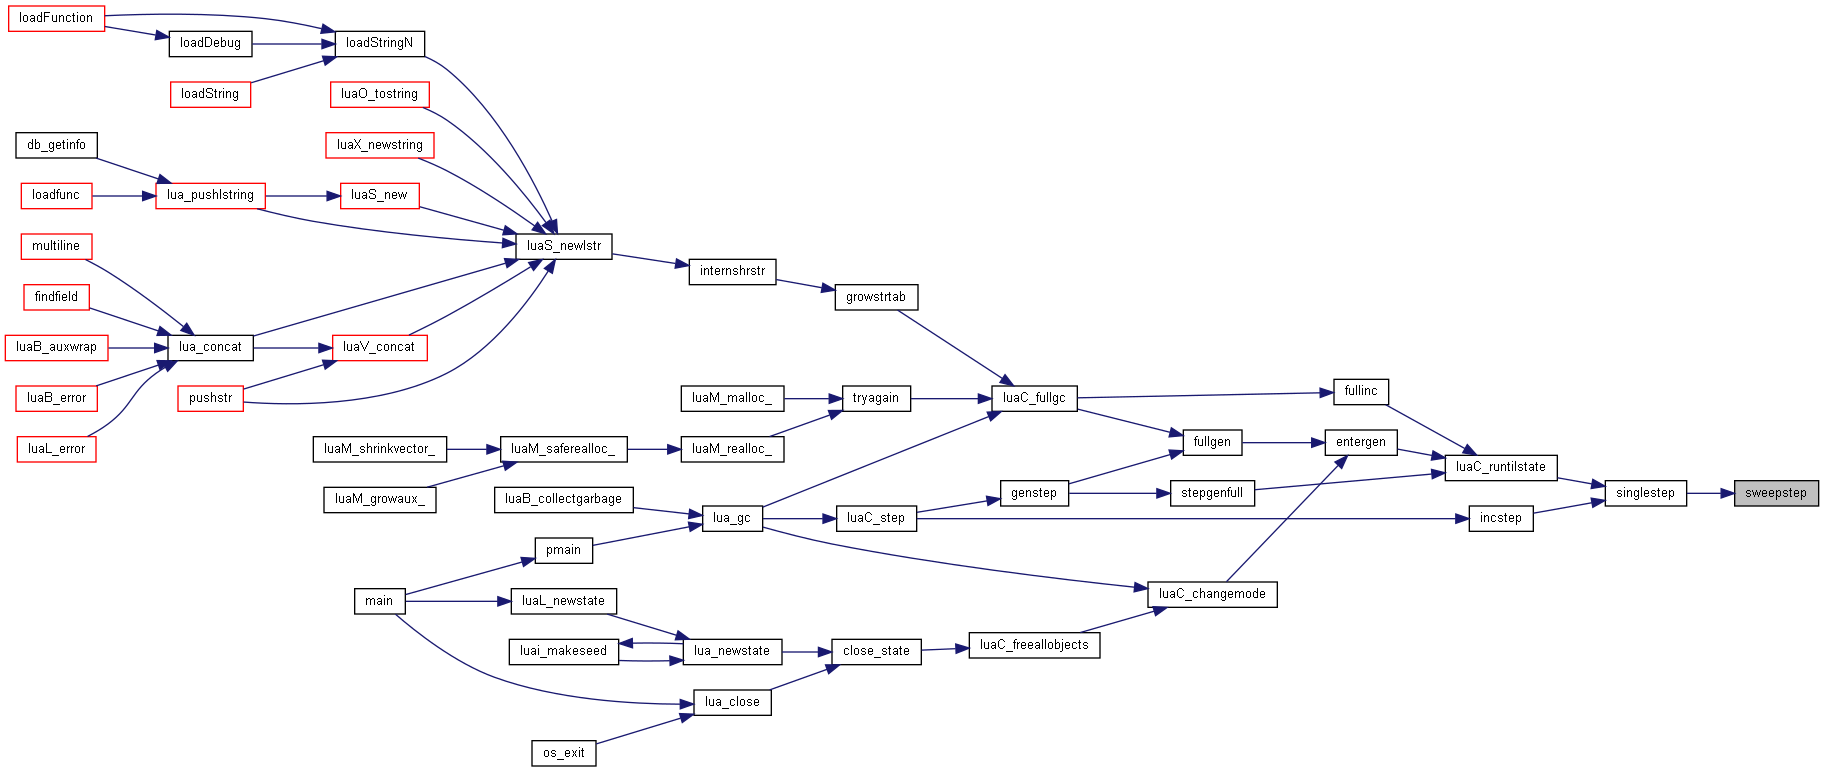 loadFunction
loadDebug
loadStringN
loadString
luaO_tostring
db_getinfo
luaX_newstring
loadfunc
lua_pushlstring
luaS_new
multiline
luaS_newlstr
internshrstr
findfield
growstrtab
luaB_auxwrap
lua_concat
luaV_concat
luaB_error
pushstr
luaM_malloc_
tryagain
luaC_fullgc
fullinc
luaL_error
luaM_shrinkvector_
luaM_saferealloc_
luaM_realloc_
fullgen
entergen
luaC_runtilstate
luaM_growaux_
luaB_collectgarbage
genstep
stepgenfull
singlestep
sweepstep
lua_gc
luaC_step
incstep
pmain
main
luaL_newstate
luaC_changemode
luai_makeseed
lua_newstate
close_state
luaC_freeallobjects
lua_close
os_exit